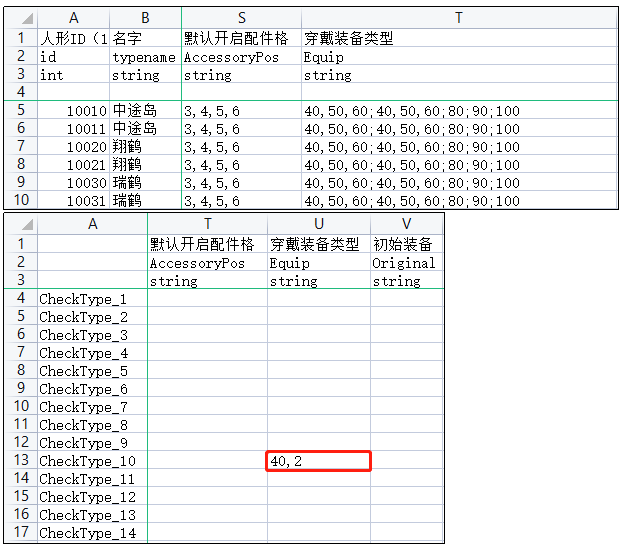 A B S T
1 人形ID（1 名字 默认开启配件格 穿戴装备类型
2 id typename AccessoryPos Equip
3 int string string string
4
5 10010 中途岛 3,4,5,6 40,50,60;40,50,60;80;90;100
6 10011 中途岛 3,4,5,6 40,50,60;40,50,60;80;90;100
7 10020 翔鹤 3,4,5,6 40,50,60;40,50,60;80;90;100
8 10021 翔鹤 3,4,5,6 40,50,60;40,50,60;80;90;100
9 10030 瑞鹤 3,4,5,6 40,50,60;40,50,60;80;90;100
10 10031 瑞鹤 3,4,5,6 40,50,60;40,50,60;80;90;100
A T U V
1 默认开启配件格 穿戴装备类型 初始装备
2 AccessoryPos Equip Original
3 string string string
4 CheckType_1
5 CheckType_2
6 CheckType_3
7 CheckType_4
8 CheckType_5
9 CheckType_6
10 CheckType_7
11 CheckType_8
12 CheckType_9
13 CheckType_10 40,2
14 CheckType_11
15 CheckType_12
16 CheckType_13
17 CheckType_14